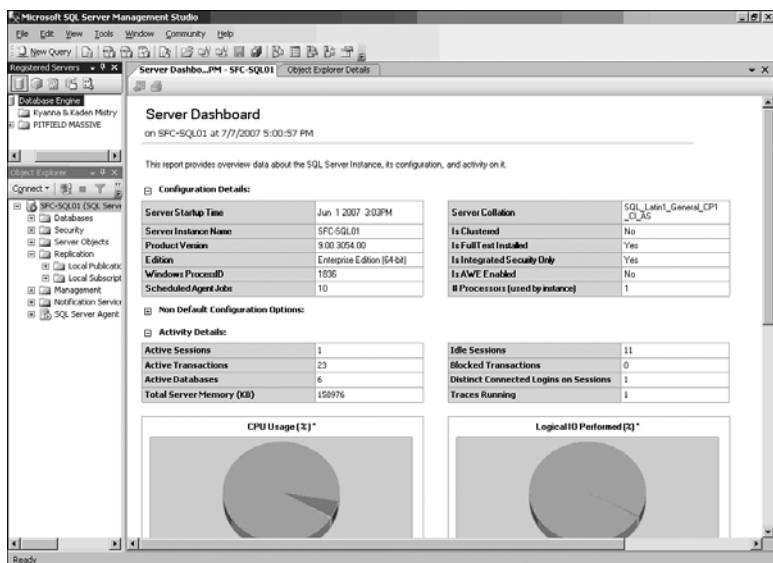 Microsoft SQL Server Management Studio
File Edit View Tools Window Community Help
New Query
Registered Servers
Server Dashbo...PM - SFC-SQL01 Object Explorer Details
Database Engine
Kyanna & Kaden Mistry
PITFIELD MASSIVE
Server Dashboard
on SFC-SQL01 at 7/7/2007 5:00:57 PM
This report provides overview data about the SQL Server Instance, its configuration, and activity on it.
Object Explorer
Connect
SFC-SQL01 (SQL Serve
Databases
Security
Server Objects
Replication
Local Publicatic
Local Subscript
Management
Notification Service
SQL Server Agent
Configuration Details:
Server Startup Time Jun 1 2007 3:03PM
Server Instance Name SFC-SQL01
Product Version 9.00.3054.00
Edition Enterprise Edition (64-bit)
Windows ProcessID 1836
Scheduled Agent Jobs 10
Server Collation SQL_Latin1_General_CP1
_CI_AS
Is Clustered No
Is FullText Installed Yes
Is Integrated Security Only Yes
Is AWE Enabled No
# Processors (used by instance) 1
Non Default Configuration Options:
Activity Details:
Active Sessions 1
Active Transactions 23
Active Databases 6
Total Server Memory (KB) 150976
Idle Sessions 11
Blocked Transactions 0
Distinct Connected Logins on Sessions 1
Traces Running 1
CPU Usage (%)*
Logical IO Performed (%)*
Ready